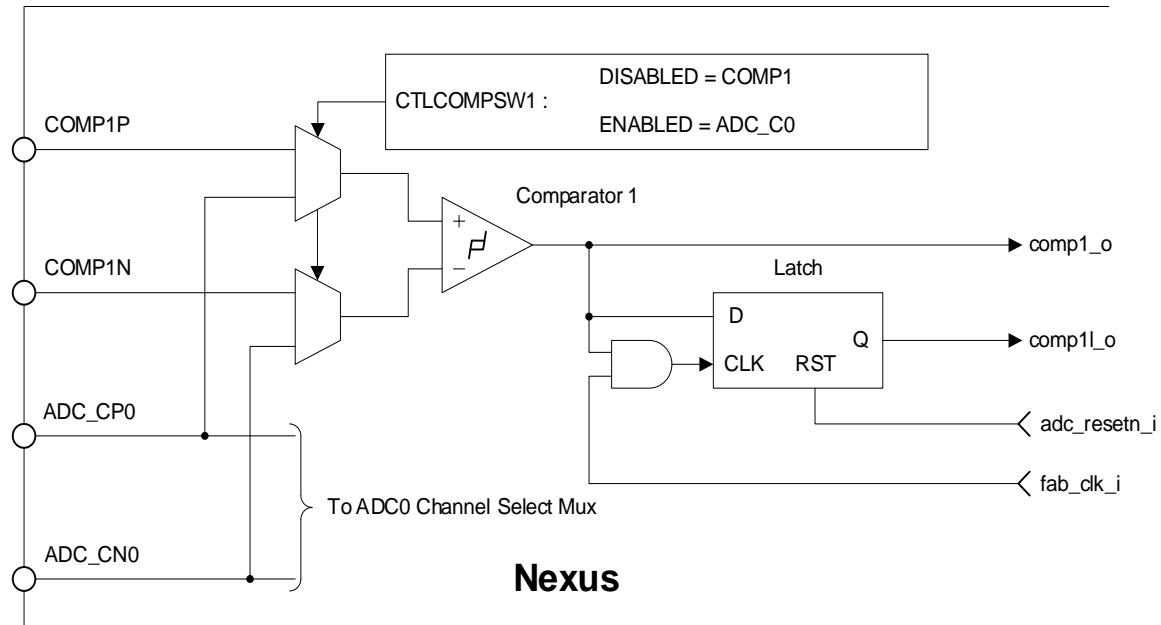 DISABLED = COMP1
CTLCOMPSW1 :
ENABLED = ADC_C0
COMP1P
Comparator 1
+
−
COMP1N
comp1_o
Latch
D
Q
CLK RST
comp1l_o
ADC_CP0
adc_resetn_i
fab_clk_i
To ADC0 Channel Select Mux
ADC_CN0
Nexus